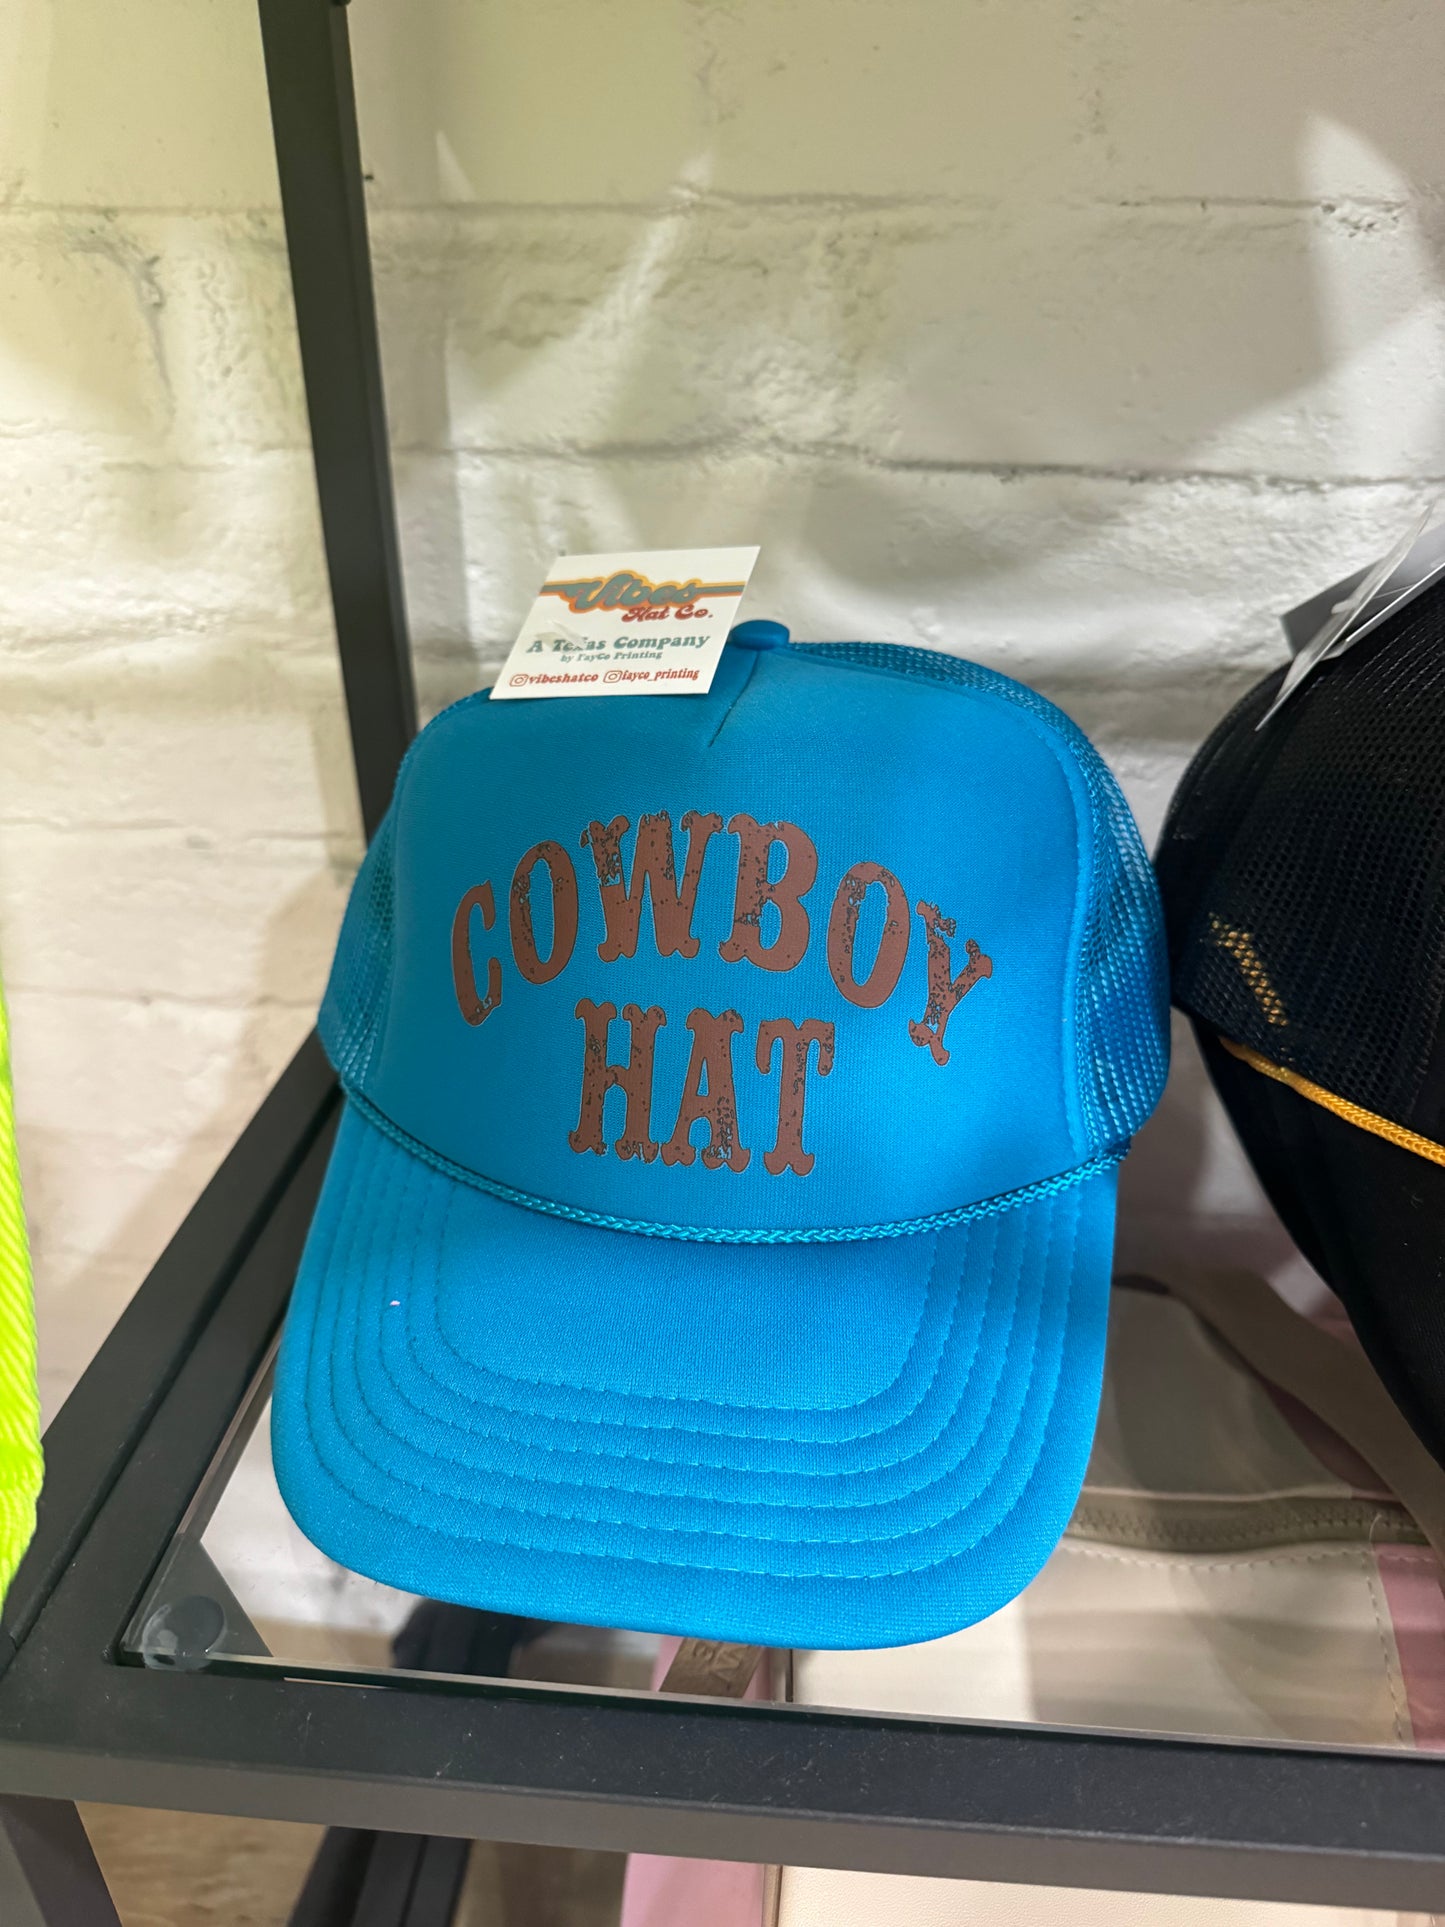 Vibes
Hat Co.
A Texas Company
by FayCo Printing
vibeshatco fayco_printing
COWBOY
HAT